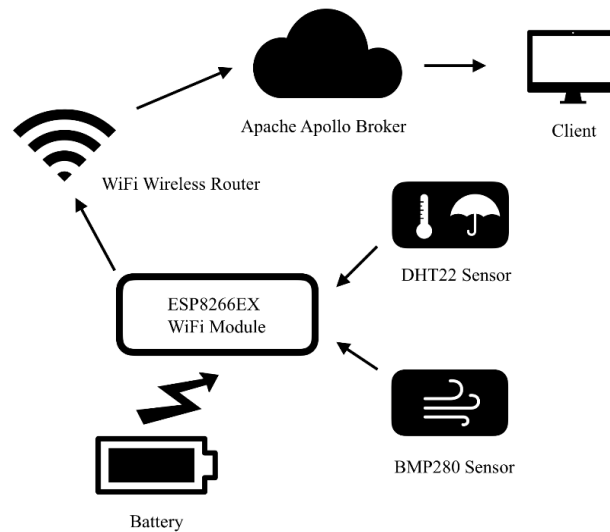 Apache Apollo Broker
Client
WiFi Wireless Router
DHT22 Sensor
ESP8266EX
WiFi Module
BMP280 Sensor
Battery